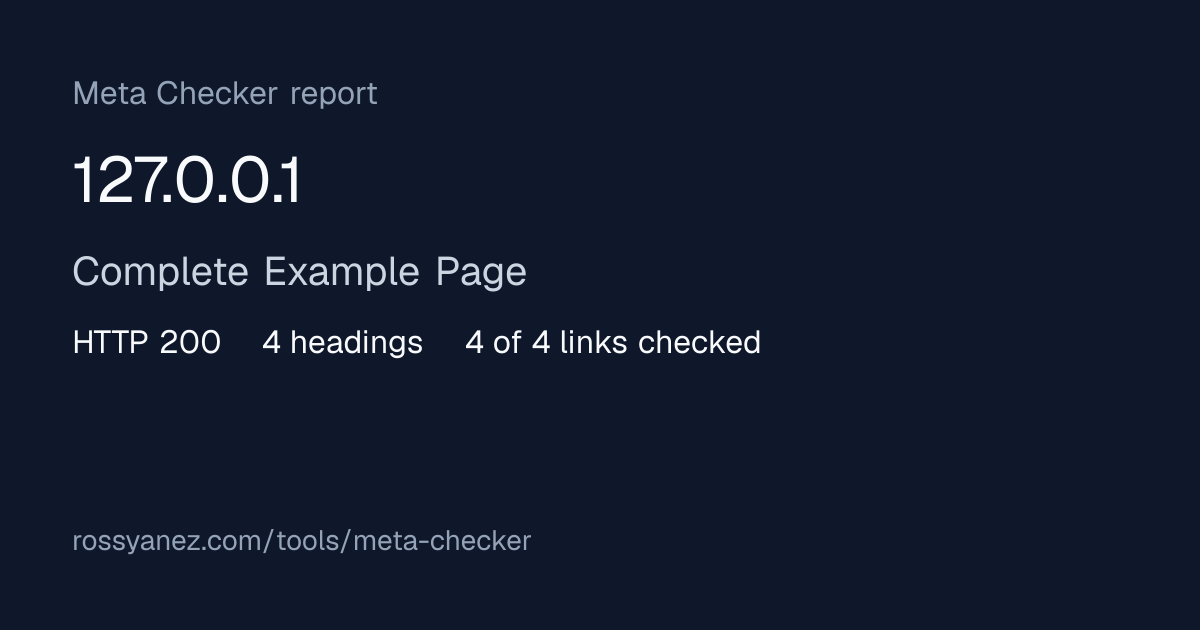 Meta Checker report
127.0.0.1
Complete Example Page
HTTP 200 4 headings 4 of 4 links checked
rossyanez.com/tools/meta-checker